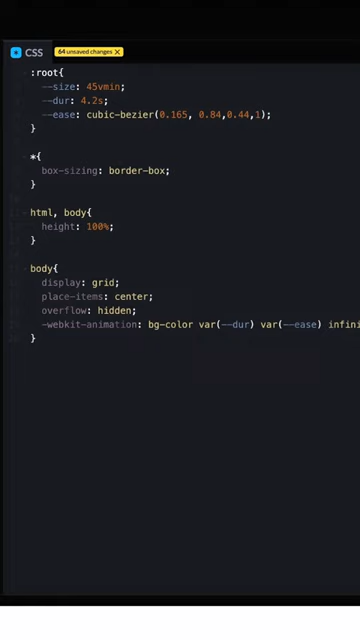 CSS
64 unsaved changes X
:root{
--size: 45vmin;
--dur: 4.2s;
--ease: cubic-bezier(0.165, 0.84,0.44,1);
}
*{
box-sizing: border-box;
}
html, body{
height: 100%;
}
body{
display: grid;
place-items: center;
overflow: hidden;
-webkit-animation: bg-color var(--dur) var(--ease) infini
}